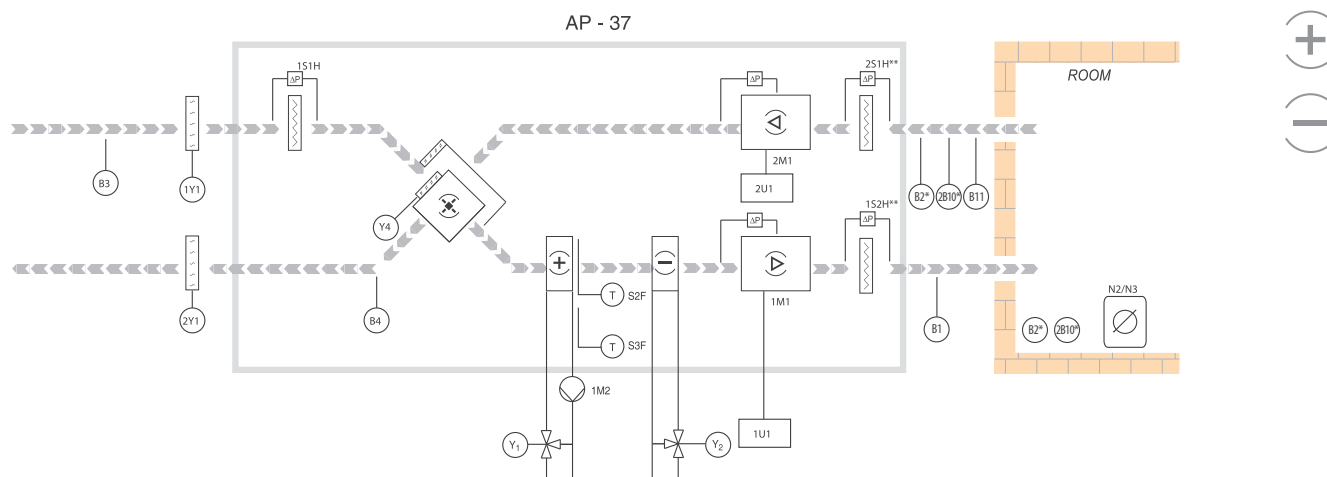 AP - 37
1S1H
ΔP
ΔP
2S1H**
ΔP
ROOM
B3
1Y1
2M1
2U1
B2*
2B10*
B11
Y4
1S2H**
ΔP
ΔP
2Y1
B4
T
S2F
T
S3F
1M1
B1
N2/N3
B2*
2B10*
1M2
Y1
Y2
1U1